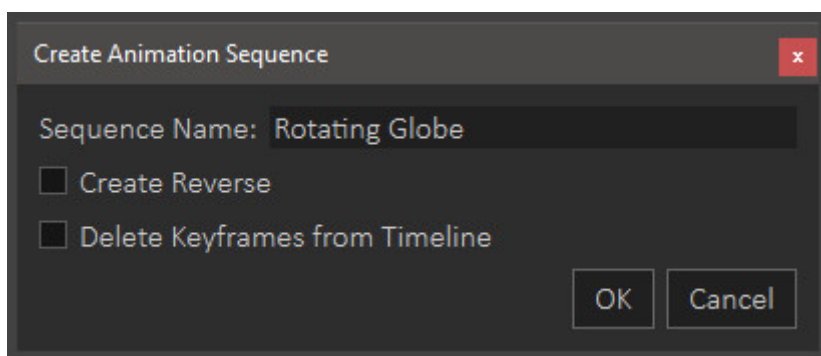 Create Animation Sequence x
Sequence Name: Rotating Globe
Create Reverse
Delete Keyframes from Timeline
OK Cancel